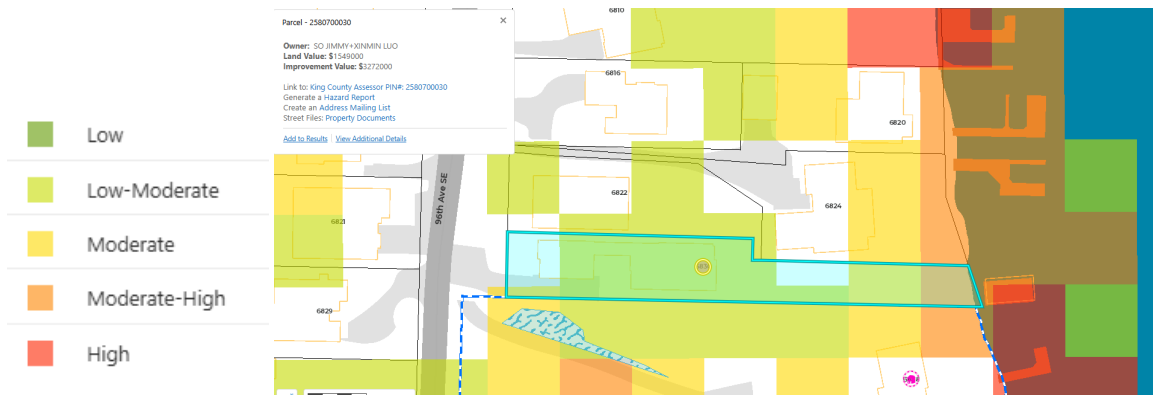 Low
Low-Moderate
Moderate
Moderate-High
High
Parcel - 2580700030
×
Owner: SO JIMMY+XINMIN LUO
Land Value: $1549000
Improvement Value: $3272000
Link to: King County Assessor PIN#: 2580700030
Generate a Hazard Report
Create an Address Mailing List
Street Files: Property Documents
Add to Results | View Additional Details
6810
6816
6820
6822
6824
6821
96th Ave SE
6829